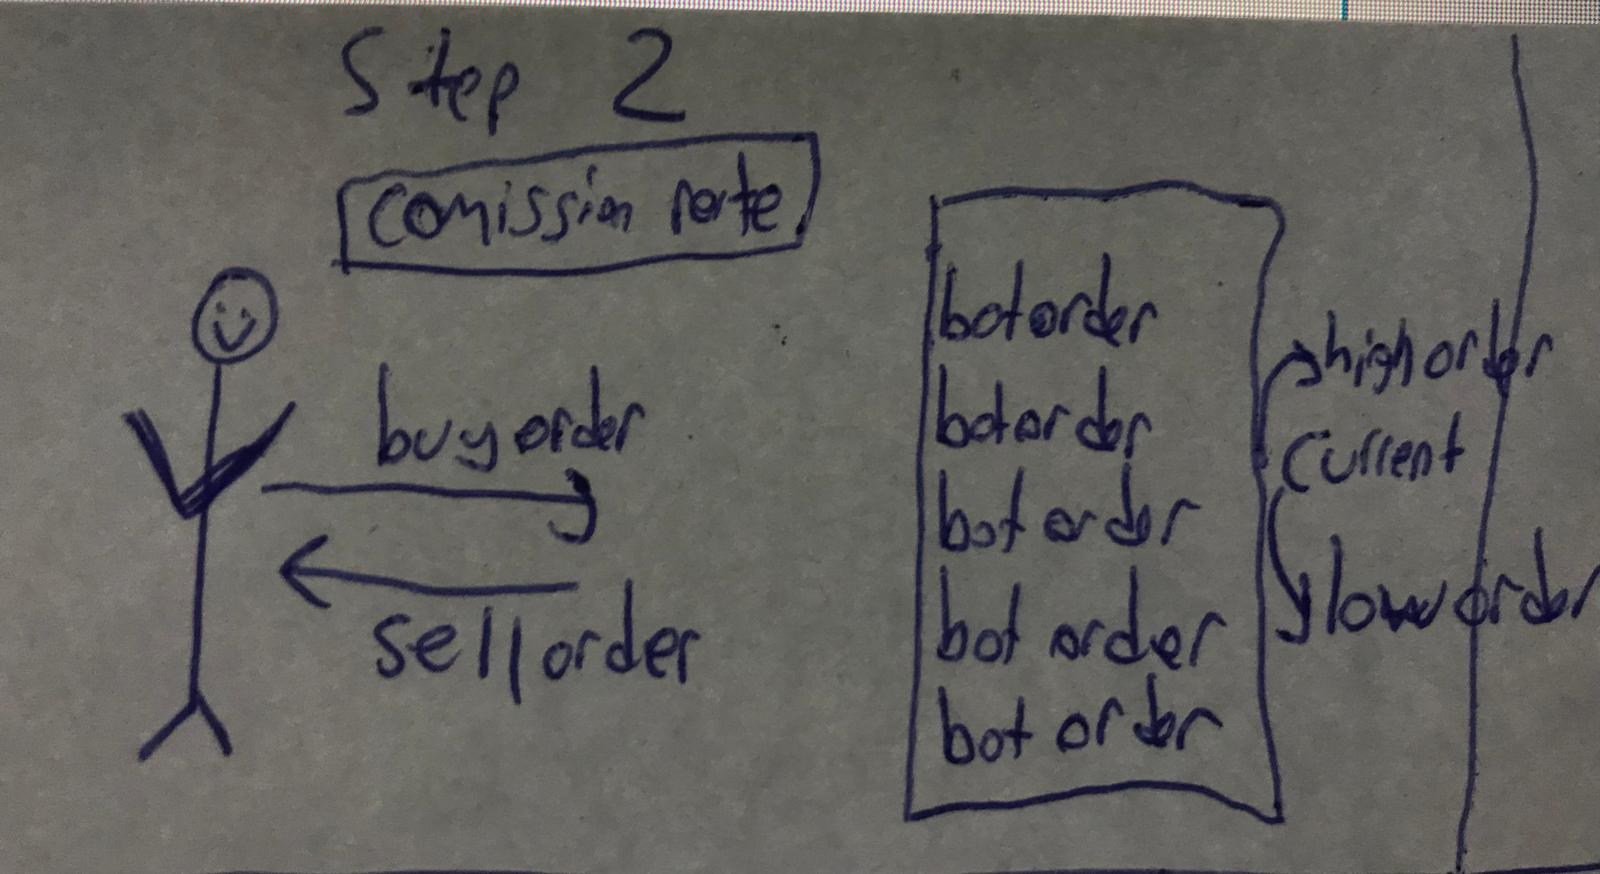 Step 2
comission rate
buy order
sell order
bot order
bot order
bot order
bot order
bot order
high order
current
low order